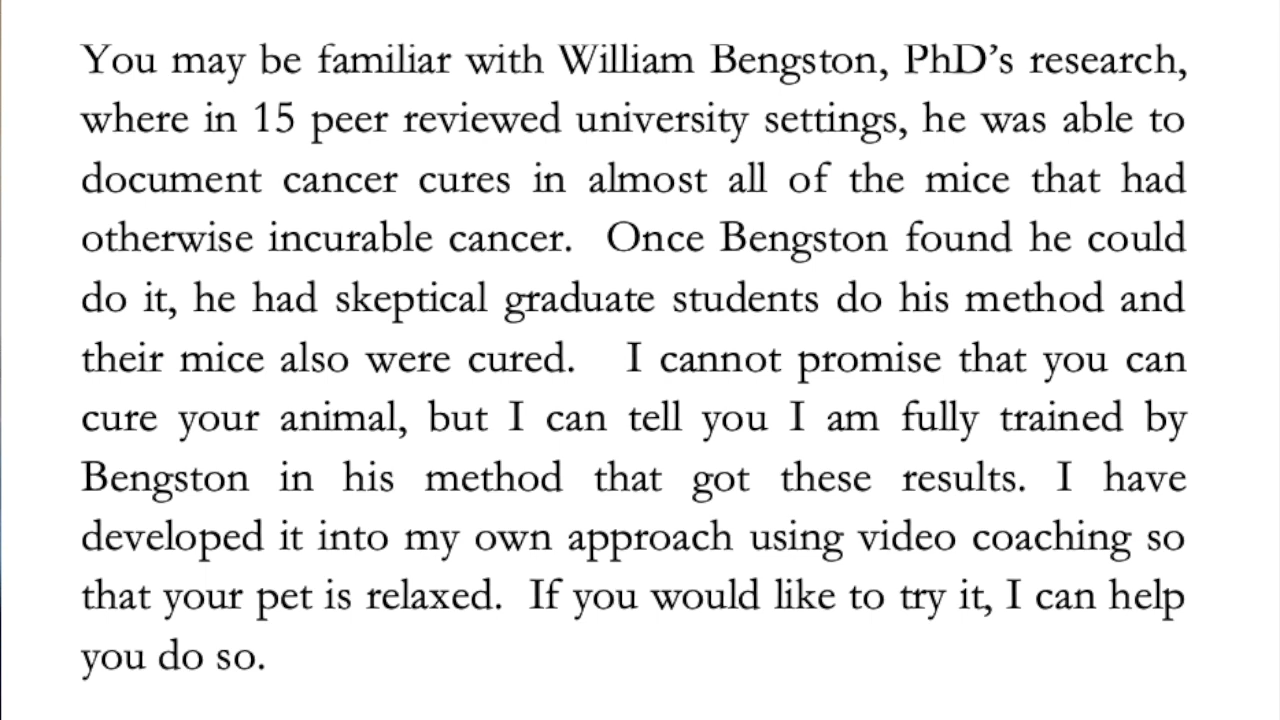 You may be familiar with William Bengston, PhD’s research,
where in 15 peer reviewed university settings, he was able to
document cancer cures in almost all of the mice that had
otherwise incurable cancer.  Once Bengston found he could
do it, he had skeptical graduate students do his method and
their mice also were cured.   I cannot promise that you can
cure your animal, but I can tell you I am fully trained by
Bengston in his method that got these results. I have
developed it into my own approach using video coaching so
that your pet is relaxed.  If you would like to try it, I can help
you do so.